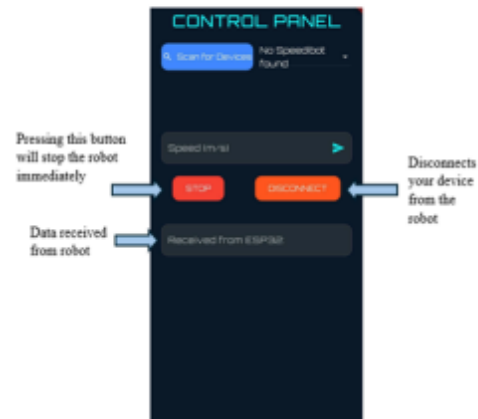 CONTROL PANEL
Scan for Devices
No Speedbot
found
Pressing this button
will stop the robot
immediately
Speed (m/s)
Disconnects
your device
from the
robot
STOP
DISCONNECT
Data received
from robot
Received from ESP32: